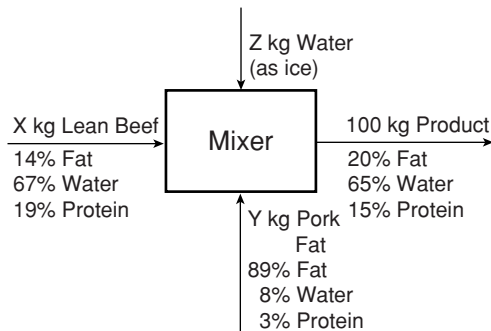 Z kg Water
(as ice)
X kg Lean Beef
14% Fat
67% Water
19% Protein
Mixer
100 kg Product
20% Fat
65% Water
15% Protein
Y kg Pork
Fat
89% Fat
8% Water
3% Protein